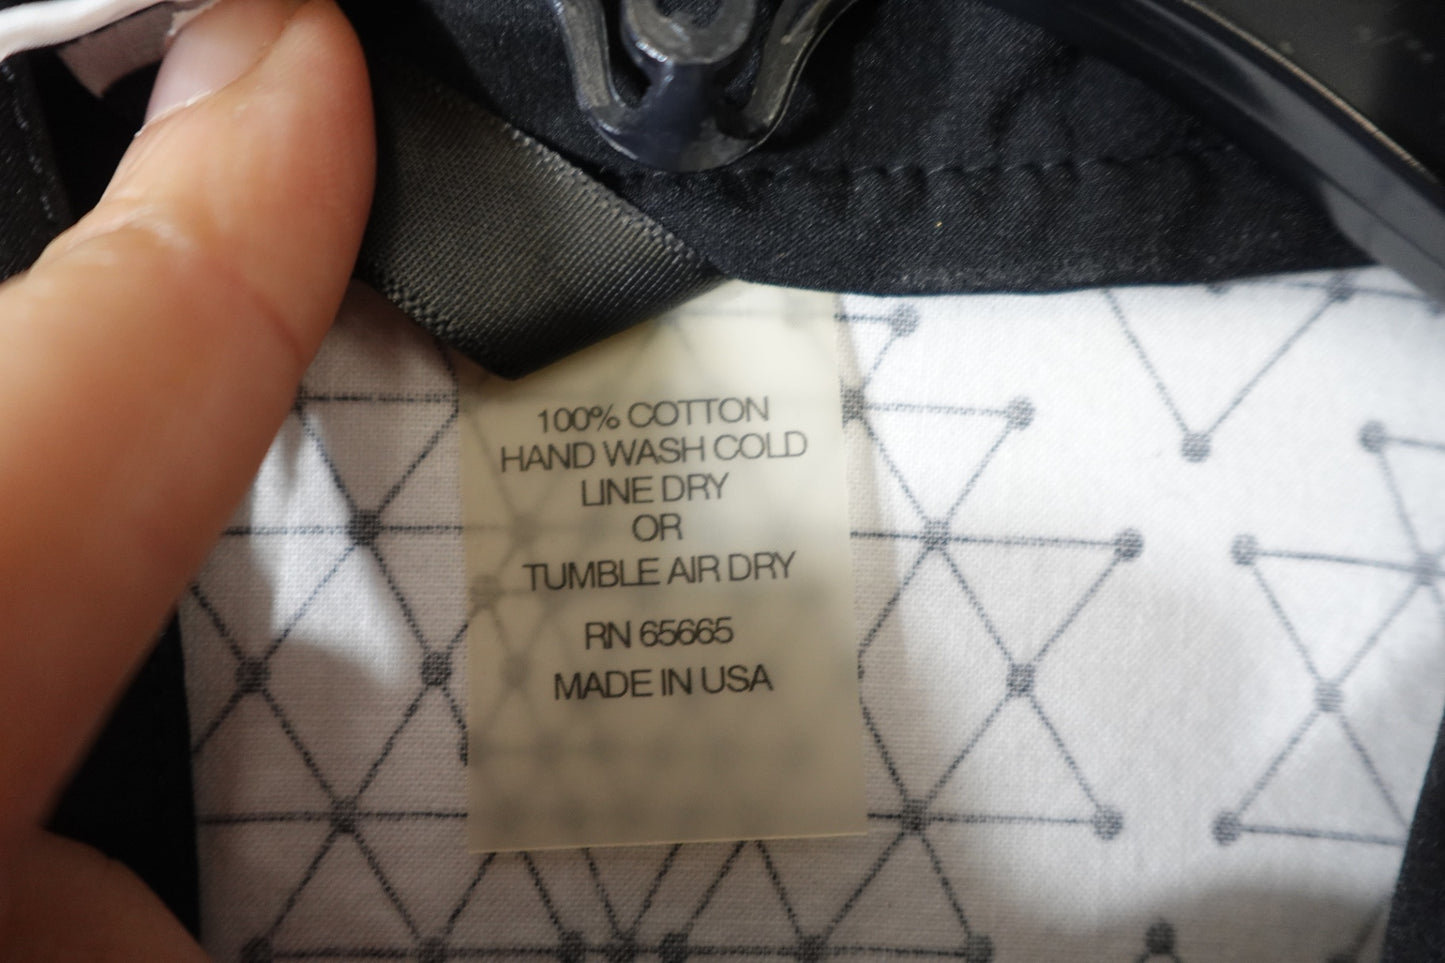 100% COTTON
HAND WASH COLD
LINE DRY
OR
TUMBLE AIR DRY
RN 65665
MADE IN USA